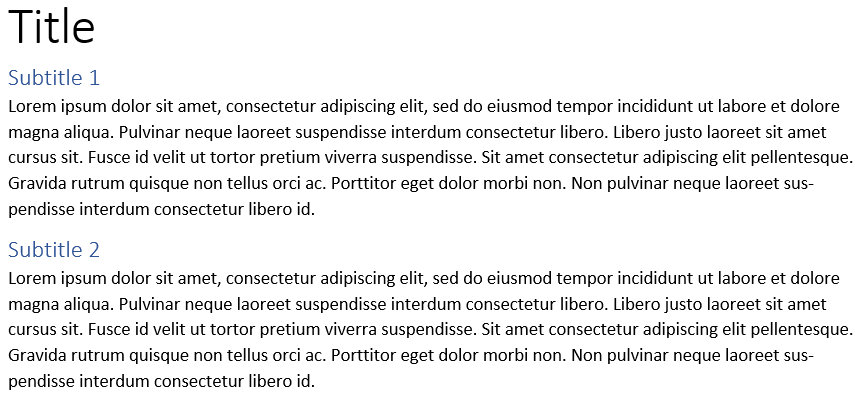 Title
Subtitle 1
Lorem ipsum dolor sit amet, consectetur adipiscing elit, sed do eiusmod tempor incididunt ut labore et dolore
magna aliqua. Pulvinar neque laoreet suspendisse interdum consectetur libero. Libero justo laoreet sit amet
cursus sit. Fusce id velit ut tortor pretium viverra suspendisse. Sit amet consectetur adipiscing elit pellentesque.
Gravida rutrum quisque non tellus orci ac. Porttitor eget dolor morbi non. Non pulvinar neque laoreet sus-
pendisse interdum consectetur libero id.
Subtitle 2
Lorem ipsum dolor sit amet, consectetur adipiscing elit, sed do eiusmod tempor incididunt ut labore et dolore
magna aliqua. Pulvinar neque laoreet suspendisse interdum consectetur libero. Libero justo laoreet sit amet
cursus sit. Fusce id velit ut tortor pretium viverra suspendisse. Sit amet consectetur adipiscing elit pellentesque.
Gravida rutrum quisque non tellus orci ac. Porttitor eget dolor morbi non. Non pulvinar neque laoreet sus-
pendisse interdum consectetur libero id.